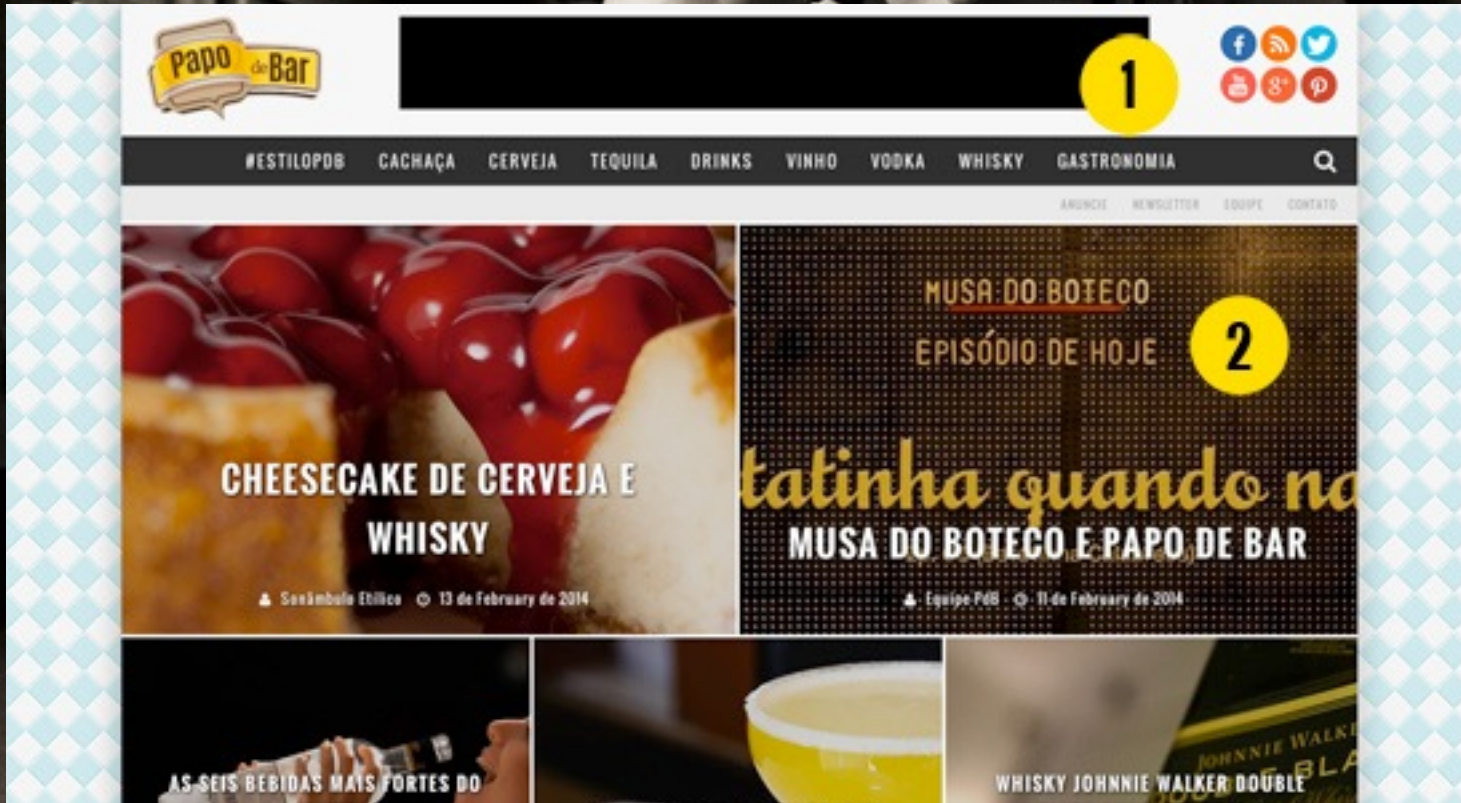 Papo de Bar
1
f
8+
#ESTILOPDB CACHAÇA CERVEJA TEQUILA DRINKS VINHO VODKA WHISKY GASTRONOMIA
ANUNCIE NEWSLETTER EQUIPE CONTATO
MUSA DO BOTECO
EPISÓDIO DE HOJE
2
tatinha quando na
CHEESECAKE DE CERVEJA E
WHISKY
Sonâmbulo Etílico 13 de February de 2014
MUSA DO BOTECO E PAPO DE BAR
Equipe PdB 11 de February de 2014
AS SEIS BEBIDAS MAIS FORTES DO
JOHNNIE WALKE
WHISKY JOHNNIE WALKER DOUBLE